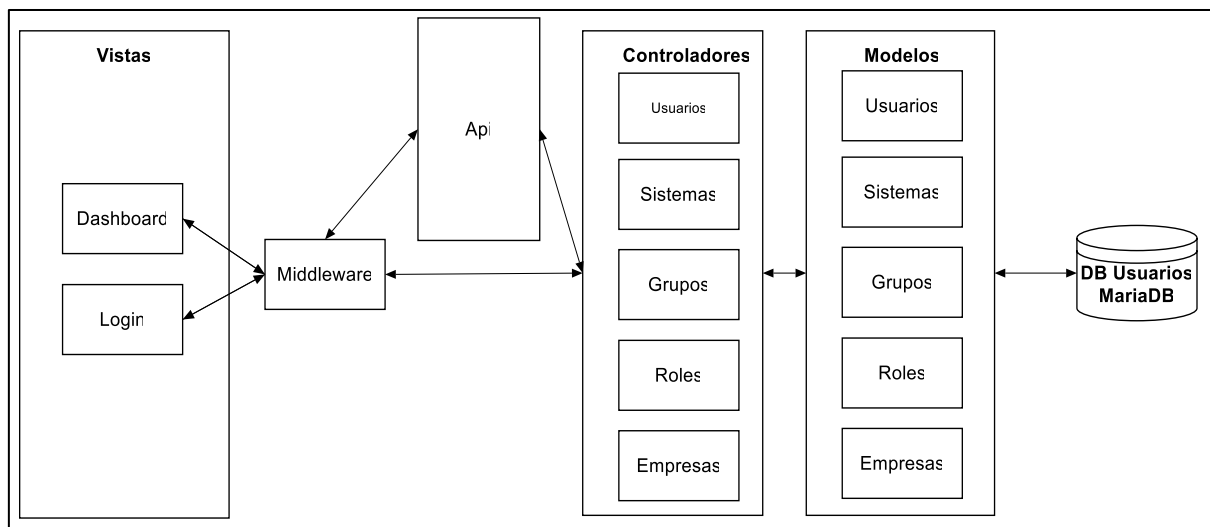 Vistas
Dashboard
Login
Middleware
Api
Controladores
Usuarios
Sistemas
Grupos
Roles
Empresas
Modelos
Usuarios
Sistemas
Grupos
Roles
Empresas
DB Usuarios
MariaDB